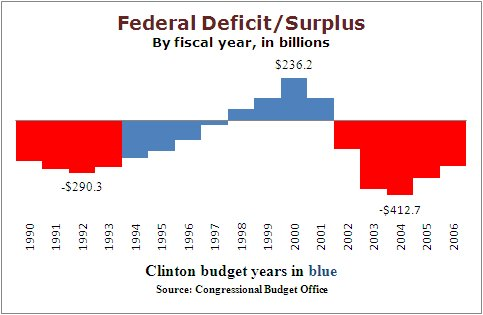 Federal Deficit/Surplus
By fiscal year, in billions
$236.2
-$290.3
-$412.7
1990 1991 1992 1993 1994 1995 1996 1997 1998 1999 2000 2001 2002 2003 2004 2005 2006
Clinton budget years in blue
Source: Congressional Budget Office